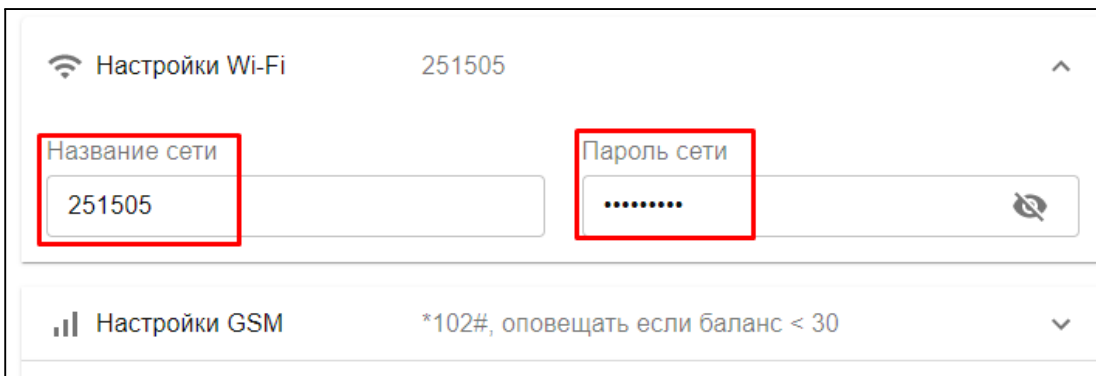 Настройки Wi-Fi 251505
Название сети Пароль сети
251505 •••••••••
Настройки GSM *102#, оповещать если баланс < 30